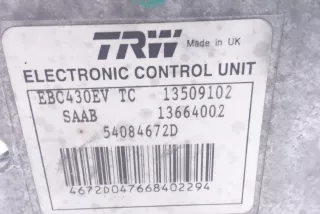 TRW Made in UK
ELECTRONIC CONTROL UNIT
EBC430EV TC 13509102
SAAB 13664002
54084672D
4672D047668402294